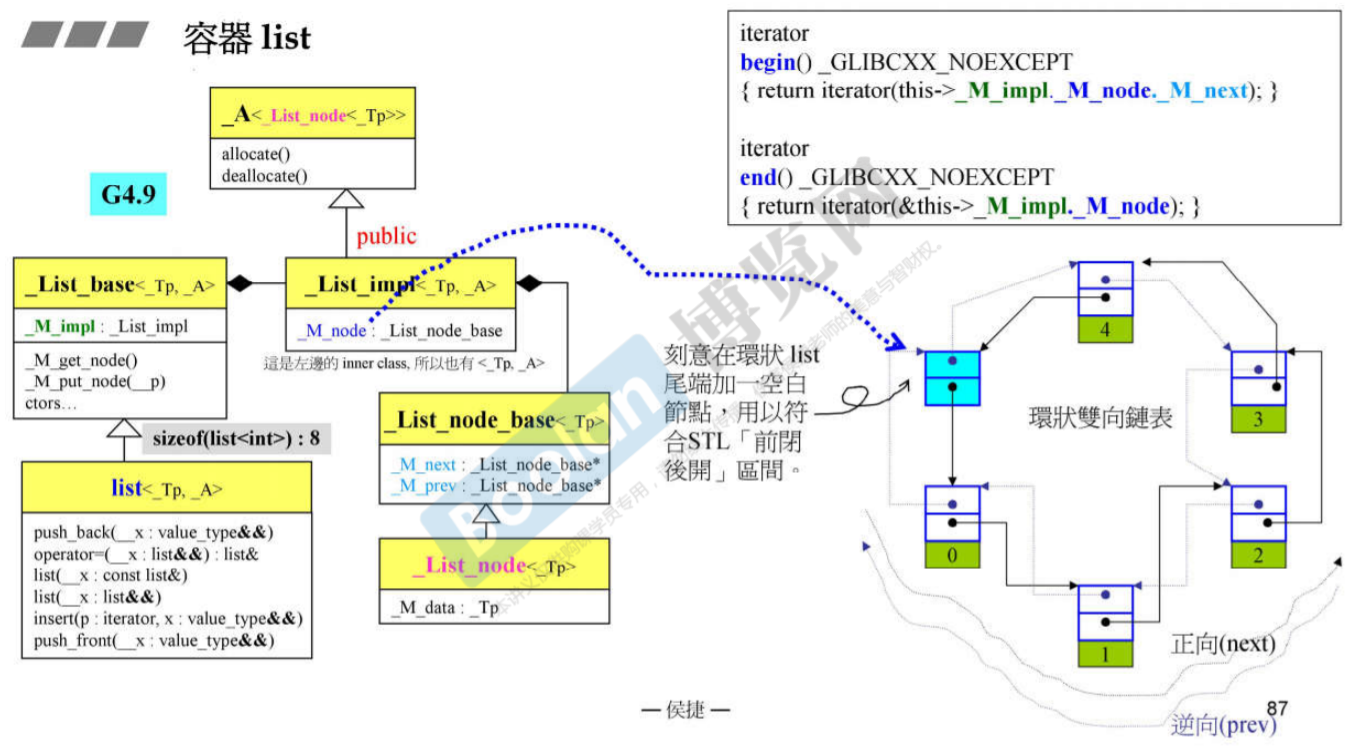 容器 list
iterator
begin() _GLIBCXX_NOEXCEPT
{ return iterator(this->_M_impl._M_node._M_next); }
iterator
end() _GLIBCXX_NOEXCEPT
{ return iterator(&this->_M_impl._M_node); }
_A<_List_node<_Tp>>
allocate()
deallocate()
G4.9
public
_List_base<_Tp, _A>
_M_impl : _List_impl
_M_get_node()
_M_put_node(__p)
ctors…
_List_impl<_Tp, _A>
_M_node : _List_node_base
這是左邊的 inner class, 所以也有 <_Tp, _A>
sizeof(list<int>) : 8
list<_Tp, _A>
push_back(__x : value_type&&)
operator=(__x : list&&) : list&
list(__x : const list&)
list(__x : list&&)
insert(p : iterator, x : value_type&&)
push_front(__x : value_type&&)
_List_node_base<_Tp>
_M_next : _List_node_base*
_M_prev : _List_node_base*
_List_node<_Tp>
_M_data : _Tp
刻意在環狀 list
尾端加一空白
節點，用以符
合STL「前閉
後開」區間。
環狀雙向鏈表
4
3
0
2
1
正向(next)
逆向(prev)
— 侯捷 —
87
Boolan
博览网